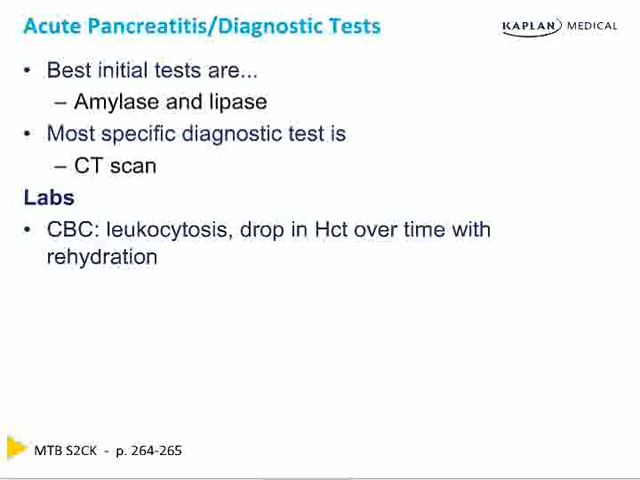 Acute Pancreatitis/Diagnostic Tests
KAPLAN MEDICAL
• Best initial tests are...
– Amylase and lipase
• Most specific diagnostic test is
– CT scan
Labs
• CBC: leukocytosis, drop in Hct over time with
rehydration
MTB S2CK - p. 264-265